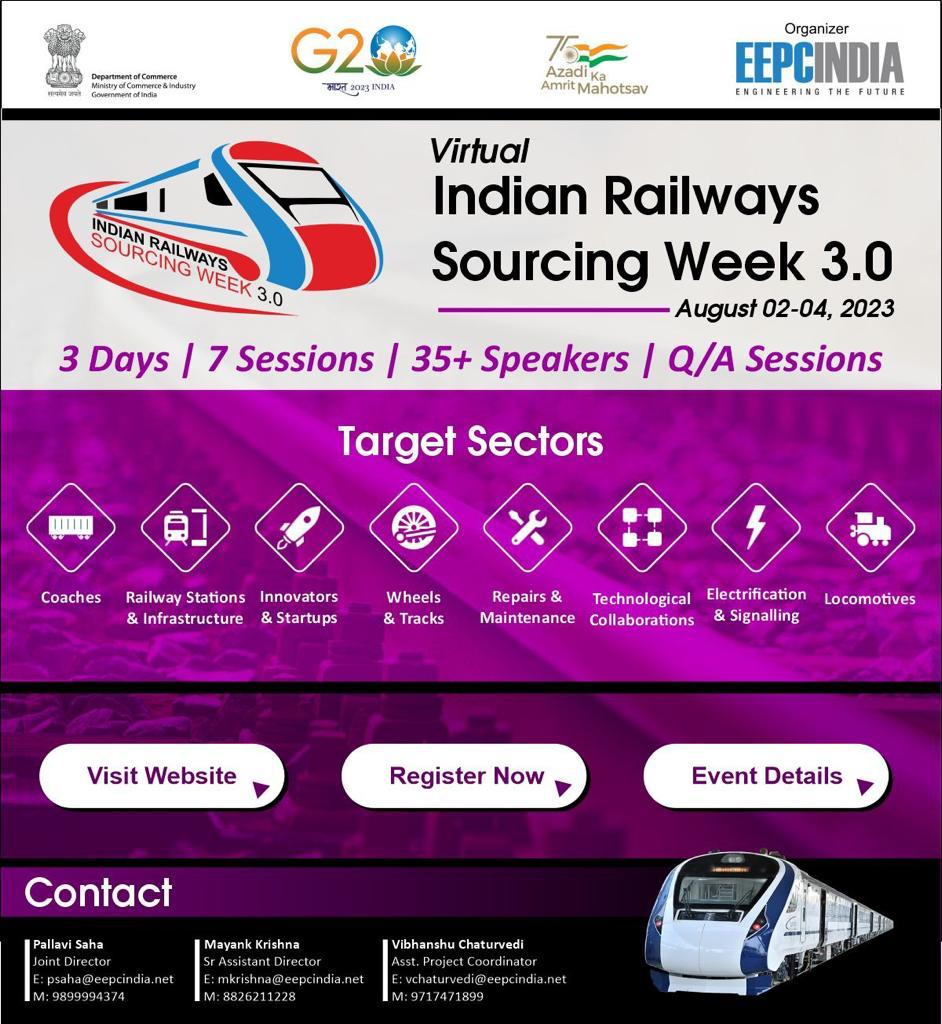 सत्यमेव जयते
Department of Commerce
Ministry of Commerce & Industry
Government of India
G20
भारत 2023 INDIA
75
Azadi Ka
Amrit Mahotsav
Organizer
EEPCINDIA
ENGINEERING THE FUTURE
INDIAN RAILWAYS
SOURCING WEEK 3.0
Virtual
Indian Railways
Sourcing Week 3.0
August 02-04, 2023
3 Days | 7 Sessions | 35+ Speakers | Q/A Sessions
Target Sectors
Coaches
Railway Stations
& Infrastructure
Innovators
& Startups
Wheels
& Tracks
Repairs &
Maintenance
Technological
Collaborations
Electrification
& Signalling
Locomotives
Visit Website
Register Now
Event Details
Contact
Pallavi Saha
Joint Director
E: psaha@eepcindia.net
M: 9899994374
Mayank Krishna
Sr Assistant Director
E: mkrishna@eepcindia.net
M: 8826211228
Vibhanshu Chaturvedi
Asst. Project Coordinator
E: vchaturvedi@eepcindia.net
M: 9717471899